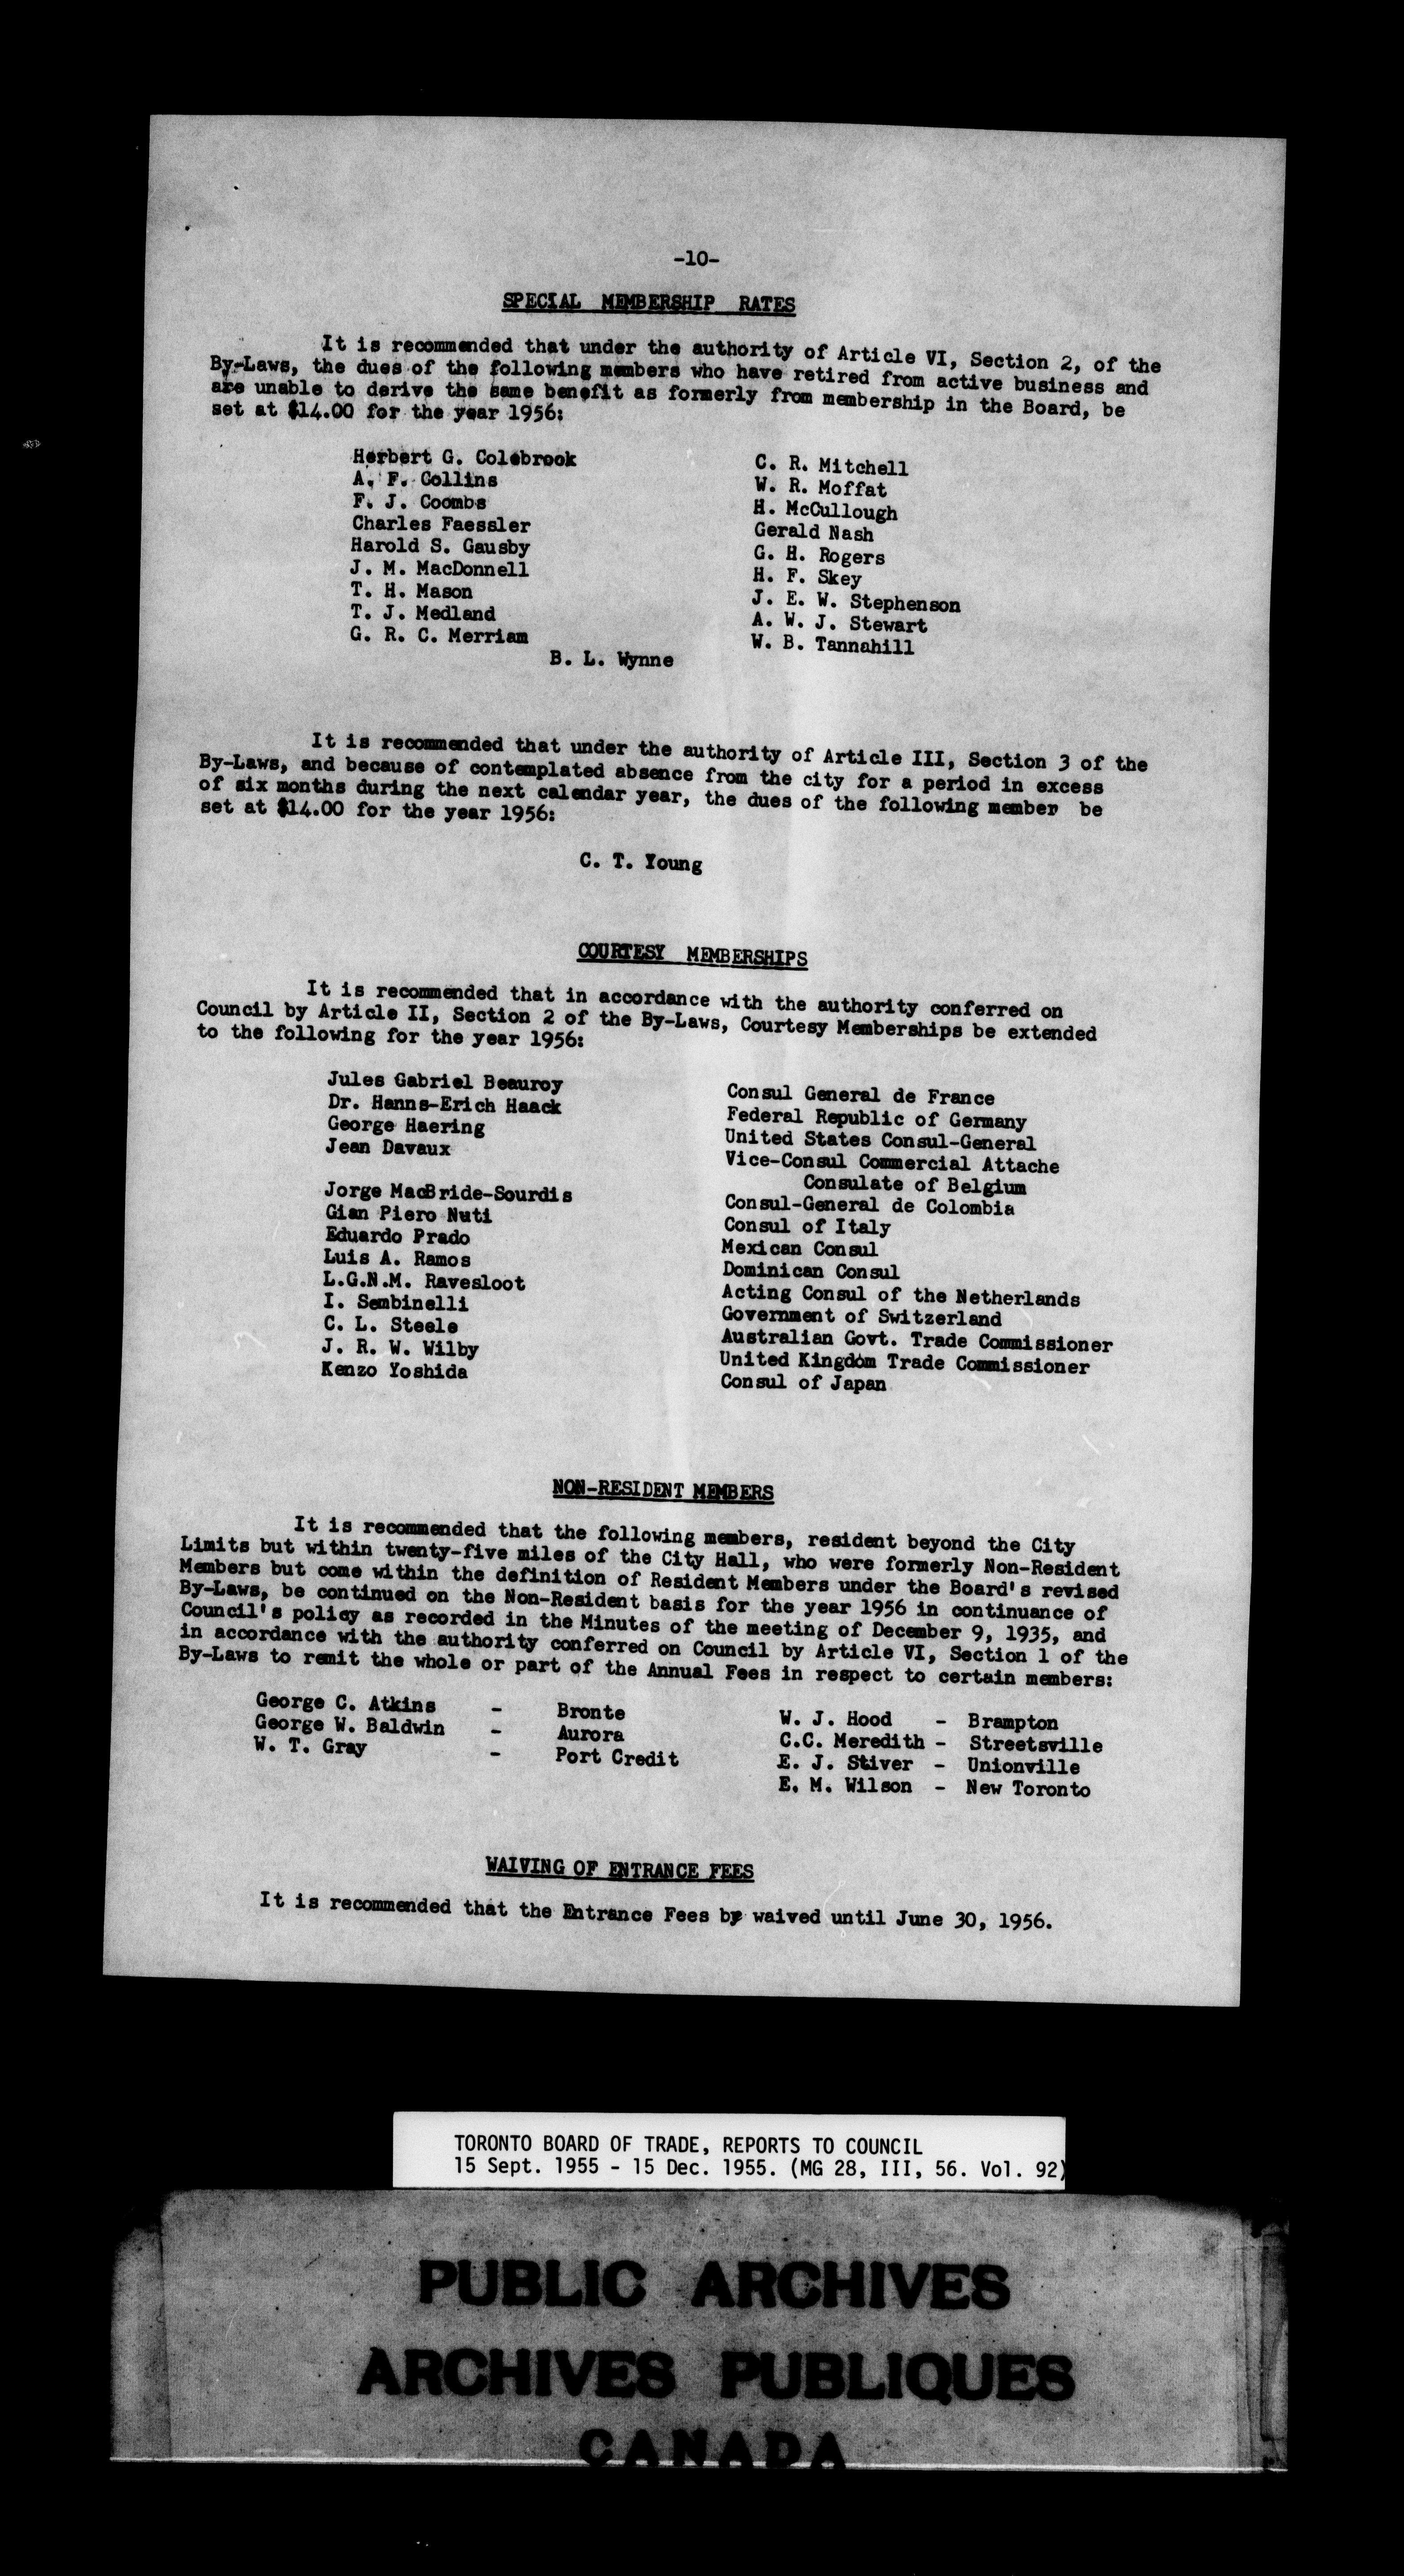 -10-
SPECIAL MEMBERSHIP RATES
It is recommended that under the authority of Article VI, Section 2, of the
By-Laws, the dues of the following members who have retired from active business and
are unable to derive the same benefit as formerly from membership in the Board, be
set at $14.00 for the year 1956:
Herbert G. Colebrook
A. F. Collins
F. J. Coombs
Charles Faessler
Harold S. Gausby
J. M. MacDonnell
T. H. Mason
T. J. Medland
G. R. C. Merriam
C. R. Mitchell
W. R. Moffat
H. McCullough
Gerald Nash
G. H. Rogers
H. F. Skey
J. E. W. Stephenson
A. W. J. Stewart
W. B. Tannahill
B. L. Wynne
It is recommended that under the authority of Article III, Section 3 of the
By-Laws, and because of contemplated absence from the city for a period in excess
of six months during the next calendar year, the dues of the following member be
set at $14.00 for the year 1956:
C. T. Young
COURTESY MEMBERSHIPS
It is recommended that in accordance with the authority conferred on
Council by Article II, Section 2 of the By-Laws, Courtesy Memberships be extended
to the following for the year 1956:
Jules Gabriel Beauroy Consul General de France
Dr. Hanns-Erich Haack Federal Republic of Germany
George Haering United States Consul-General
Jean Davaux Vice-Consul Commercial Attache
Consulate of Belgium
Jorge MacBride-Sourdis Consul-General de Colombia
Gian Piero Nuti Consul of Italy
Eduardo Prado Mexican Consul
Luis A. Ramos Dominican Consul
L.G.N.M. Ravesloot Acting Consul of the Netherlands
I. Sembinelli Government of Switzerland
C. L. Steele Australian Govt. Trade Commissioner
J. R. W. Wilby United Kingdom Trade Commissioner
Kenzo Yoshida Consul of Japan
NON-RESIDENT MEMBERS
It is recommended that the following members, resident beyond the City
Limits but within twenty-five miles of the City Hall, who were formerly Non-Resident
Members but come within the definition of Resident Members under the Board's revised
By-Laws, be continued on the Non-Resident basis for the year 1956 in continuance of
Council's policy as recorded in the Minutes of the meeting of December 9, 1935, and
in accordance with the authority conferred on Council by Article VI, Section 1 of the
By-Laws to remit the whole or part of the Annual Fees in respect to certain members:
George C. Atkins - Bronte
George W. Baldwin - Aurora
W. T. Gray - Port Credit
W. J. Hood - Brampton
C.C. Meredith - Streetsville
E. J. Stiver - Unionville
E. M. Wilson - New Toronto
WAIVING OF ENTRANCE FEES
It is recommended that the Entrance Fees be waived until June 30, 1956.
TORONTO BOARD OF TRADE, REPORTS TO COUNCIL
15 Sept. 1955 - 15 Dec. 1955. (MG 28, III, 56. Vol. 92)
PUBLIC ARCHIVES
ARCHIVES PUBLIQUES
CANADA